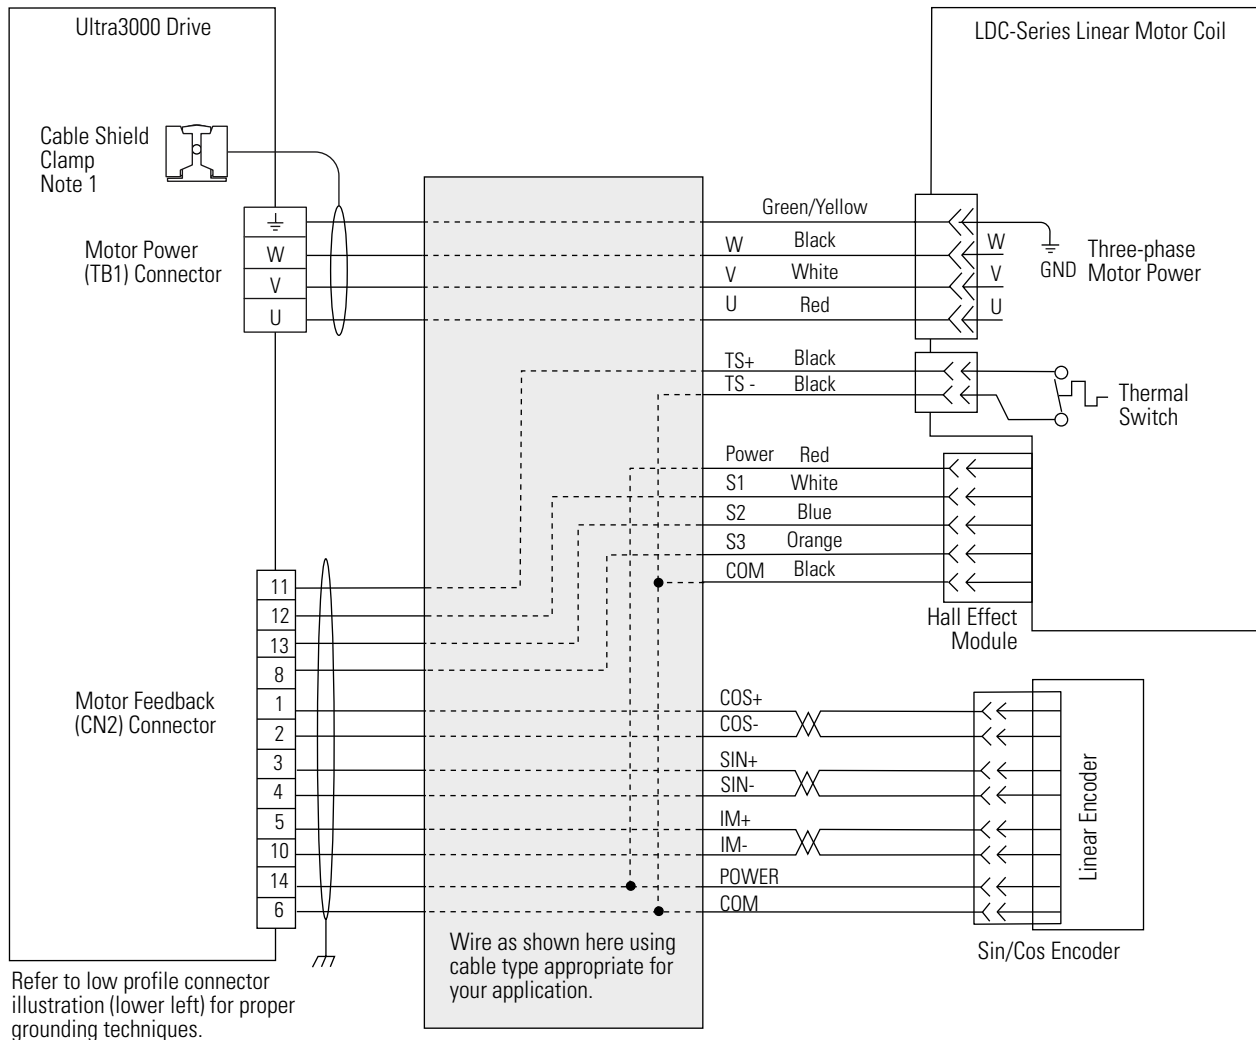 Ultra3000 Drive
LDC-Series Linear Motor Coil
Cable Shield
Clamp
Note 1
Motor Power
(TB1) Connector
W
V
U
Green/Yellow
W Black
V White
U Red
W
V
U
GND
Three-phase
Motor Power
TS+ Black
TS - Black
Thermal
Switch
Power Red
S1 White
S2 Blue
S3 Orange
COM Black
Hall Effect
Module
Motor Feedback
(CN2) Connector
11
12
13
8
1
2
3
4
5
10
14
6
COS+
COS-
SIN+
SIN-
IM+
IM-
POWER
COM
Linear Encoder
Sin/Cos Encoder
Wire as shown here using
cable type appropriate for
your application.
Refer to low profile connector
illustration (lower left) for proper
grounding techniques.